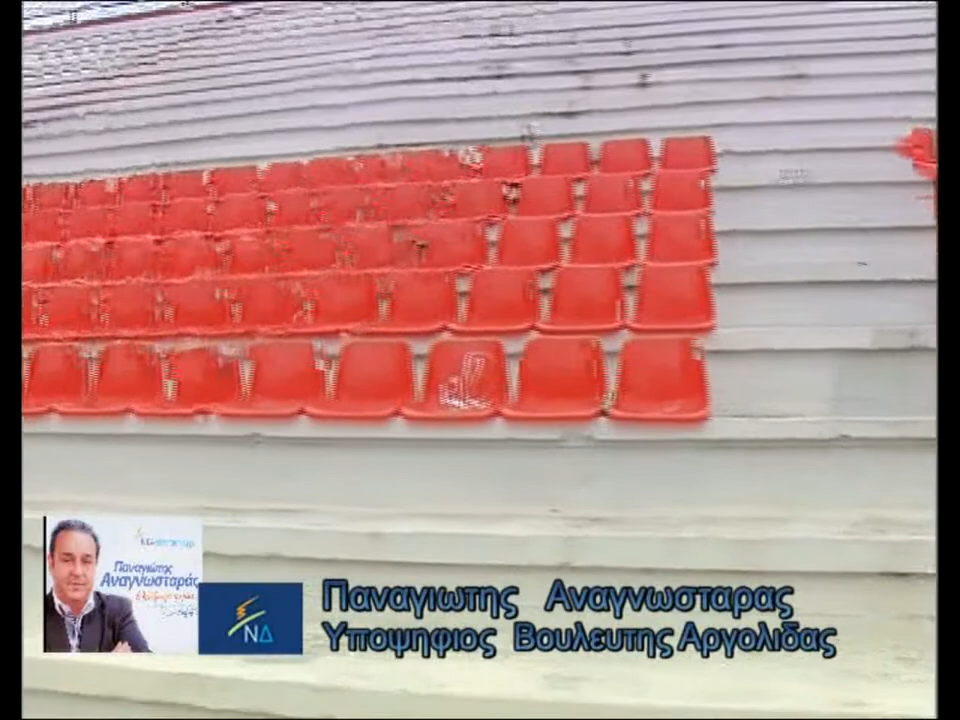 Παναγιώτης
Αναγνωσταράς
ΝΔ
Παναγιωτης Αναγνωσταρας
Υποψηφιος Βουλευτης Αργολιδας